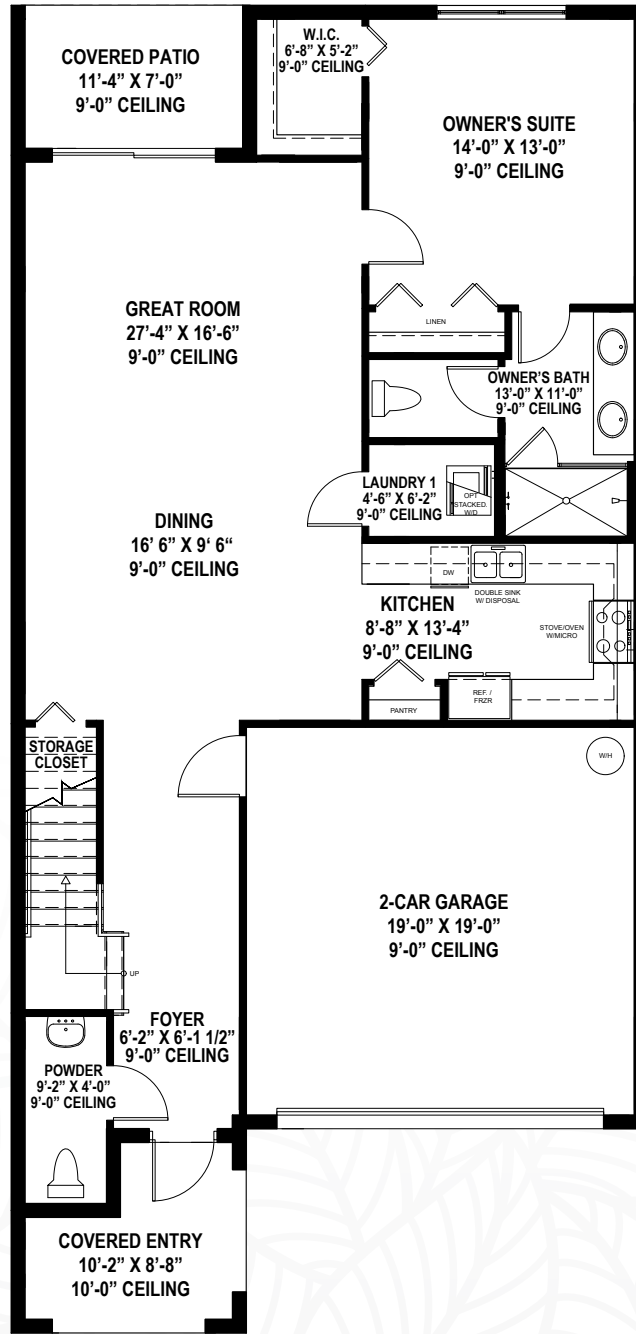 COVERED PATIO
11’-4” X 7’-0”
9’-0” CEILING
W.I.C.
6’-8” X 5’-2”
9’-0” CEILING
OWNER'S SUITE
14’-0” X 13’-0”
9’-0” CEILING
GREAT ROOM
27’-4” X 16’-6”
9’-0” CEILING
LINEN
OWNER’S BATH
13’-0” X 11’-0”
9’-0” CEILING
LAUNDRY 1
4’-6” X 6’-2”
9’-0” CEILING
OPT
STACKED.
W/D
DINING
16’ 6” X 9‘ 6“
9’-0” CEILING
DW
DOUBLE SINK
W/ DISPOSAL
KITCHEN
8’-8” X 13’-4”
9’-0” CEILING
STOVE/OVEN
W/MICRO
REF. /
FRZR
PANTRY
STORAGE
CLOSET
W/H
2-CAR GARAGE
19’-0” X 19’-0”
9’-0” CEILING
UP
FOYER
6’-2” X 6’-1 1/2”
9’-0” CEILING
POWDER
9’-2” X 4’-0”
9’-0” CEILING
COVERED ENTRY
10’-2” X 8’-8”
10’-0” CEILING